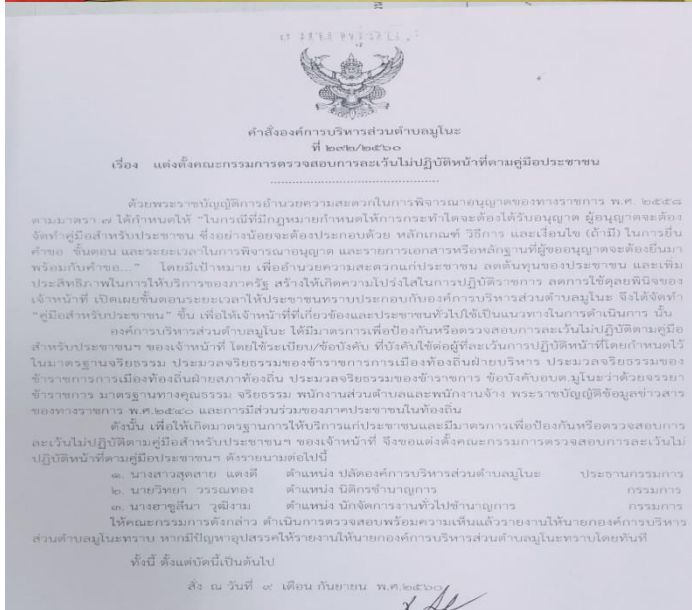 คำสั่งองค์การบริหารส่วนตำบลมูโนะ
ที่ ๒๙๒/๒๕๖๐
เรื่อง แต่งตั้งคณะกรรมการตรวจสอบการละเว้นไม่ปฏิบัติหน้าที่ตามคู่มือประชาชน
ด้วยพระราชบัญญัติการอำนวยความสะดวกในการพิจารณาอนุญาตของทางราชการ พ.ศ. ๒๕๕๘
ตามมาตรา ๗ ได้กำหนดให้ "ในกรณีที่มีกฎหมายกำหนดให้การกระทำใดจะต้องได้รับอนุญาต ผู้อนุญาตจะต้อง
จัดทำคู่มือสำหรับประชาชน ซึ่งอย่างน้อยจะต้องประกอบด้วย หลักเกณฑ์ วิธีการ และเงื่อนไข (ถ้ามี) ในการยื่น
คำขอ ขั้นตอน และระยะเวลาในการพิจารณาอนุญาต และรายการเอกสารหรือหลักฐานที่ผู้ขออนุญาตจะต้องยื่นมา
พร้อมกับคำขอ..." โดยมีเป้าหมาย เพื่ออำนวยความสะดวกแก่ประชาชน ลดต้นทุนของประชาชน และเพิ่ม
ประสิทธิภาพในการให้บริการของภาครัฐ สร้างให้เกิดความโปร่งใสในการปฏิบัติราชการ ลดการใช้ดุลยพินิจของ
เจ้าหน้าที่ เปิดเผยขั้นตอนระยะเวลาให้ประชาชนทราบประกอบกับองค์การบริหารส่วนตำบลมูโนะ จึงได้จัดทำ
"คู่มือสำหรับประชาชน" ขึ้น เพื่อให้เจ้าหน้าที่ที่เกี่ยวข้องและประชาชนทั่วไปใช้เป็นแนวทางในการดำเนินการ นั้น
องค์การบริหารส่วนตำบลมูโนะ ได้มีมาตรการเพื่อป้องกันหรือตรวจสอบการละเว้นไม่ปฏิบัติตามคู่มือ
สำหรับประชาชนฯ ของเจ้าหน้าที่ โดยใช้ระเบียบ/ข้อบังคับ ที่บังคับใช้ต่อผู้ที่ละเว้นการปฏิบัติหน้าที่โดยกำหนดไว้
ในมาตรฐานจริยธรรม ประมวลจริยธรรมของข้าราชการการเมืองท้องถิ่นฝ่ายบริหาร ประมวลจริยธรรมของ
ข้าราชการการเมืองท้องถิ่นฝ่ายสภาท้องถิ่น ประมวลจริยธรรมของข้าราชการ ข้อบังคับอบต.มูโนะว่าด้วยจรรยา
ข้าราชการ มาตรฐานทางคุณธรรม จริยธรรม พนักงานส่วนตำบลและพนักงานจ้าง พระราชบัญญัติข้อมูลข่าวสาร
ของทางราชการ พ.ศ.๒๕๔๐ และการมีส่วนร่วมของภาคประชาชนในท้องถิ่น
ดังนั้น เพื่อให้เกิดมาตรฐานการให้บริการแก่ประชาชนและมีมาตรการเพื่อป้องกันหรือตรวจสอบการ
ละเว้นไม่ปฏิบัติตามคู่มือสำหรับประชาชนฯ ของเจ้าหน้าที่ จึงขอแต่งตั้งคณะกรรมการตรวจสอบการละเว้นไม่
ปฏิบัติหน้าที่ตามคู่มือประชาชนฯ ดังรายนามต่อไปนี้
๑. นางสาวสุดสาย แดงดี ตำแหน่ง ปลัดองค์การบริหารส่วนตำบลมูโนะ ประธานกรรมการ
๒. นายวิทยา วรรณทอง ตำแหน่ง นิติกรชำนาญการ กรรมการ
๓. นางฮาซูลีนา วุฒิงาม ตำแหน่ง นักจัดการงานทั่วไปชำนาญการ กรรมการ
ให้คณะกรรมการดังกล่าว ดำเนินการตรวจสอบพร้อมความเห็นแล้วรายงานให้นายกองค์การบริหาร
ส่วนตำบลมูโนะทราบ หากมีปัญหาอุปสรรคให้รายงานให้นายกองค์การบริหารส่วนตำบลมูโนะทราบโดยทันที
ทั้งนี้ ตั้งแต่บัดนี้เป็นต้นไป
สั่ง ณ วันที่ ๙ เดือน กันยายน พ.ศ.๒๕๖๐